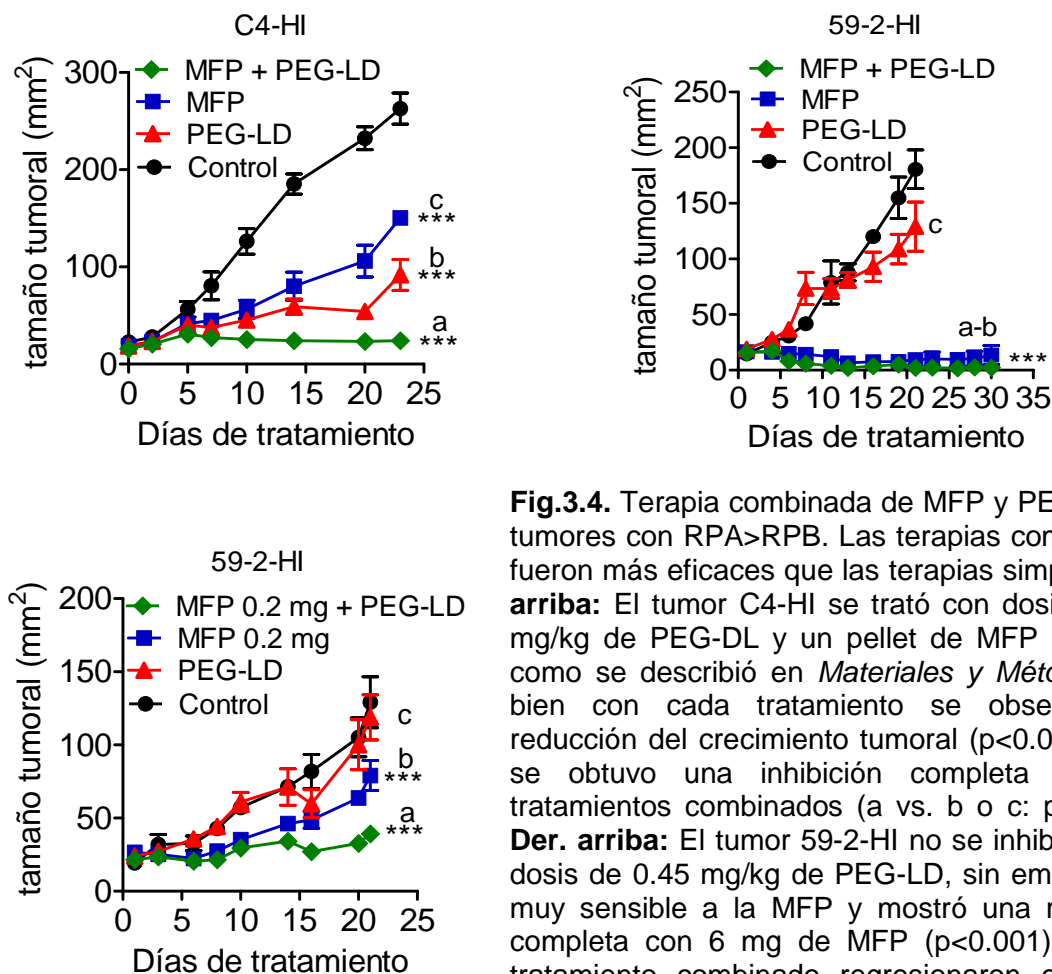 C4-HI
tamaño tumoral (mm²)
300
200
100
0
MFP + PEG-LD
MFP
PEG-LD
Control
c
***
b
***
a
***
0 5 10 15 20 25
Días de tratamiento
59-2-HI
tamaño tumoral (mm²)
250
200
150
100
50
0
MFP + PEG-LD
MFP
PEG-LD
Control
c
a-b
***
0 5 10 15 20 25 30 35
Días de tratamiento
59-2-HI
tamaño tumoral (mm²)
200
150
100
50
0
MFP 0.2 mg + PEG-LD
MFP 0.2 mg
PEG-LD
Control
c
b
***
a
***
0 5 10 15 20 25
Días de tratamiento
Fig.3.4. Terapia combinada de MFP y PE
tumores con RPA>RPB. Las terapias con
fueron más eficaces que las terapias simp
arriba: El tumor C4-HI se trató con dosi
mg/kg de PEG-DL y un pellet de MFP
como se describió en Materiales y Méto
bien con cada tratamiento se obse
reducción del crecimiento tumoral (p<0.0
se obtuvo una inhibición completa
tratamientos combinados (a vs. b o c: p
Der. arriba: El tumor 59-2-HI no se inhib
dosis de 0.45 mg/kg de PEG-LD, sin em
muy sensible a la MFP y mostró una r
completa con 6 mg de MFP (p<0.001)
tratamiento combinado regresionaron